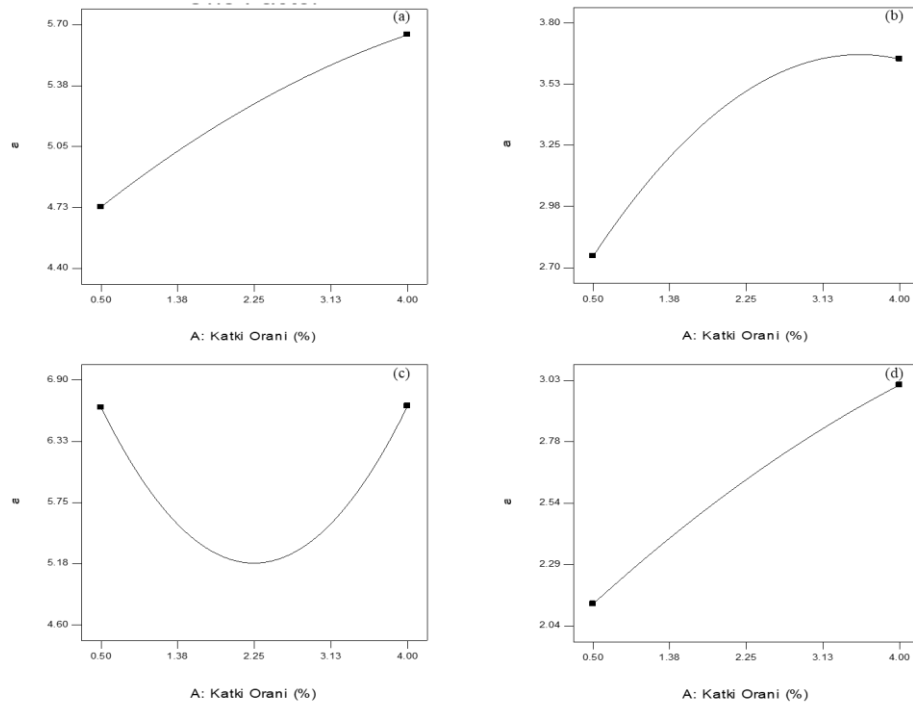 (a)
5.70
5.38
5.05
4.73
4.40
a
0.50 1.38 2.25 3.13 4.00
A: Katki Orani (%)
(b)
3.80
3.53
3.25
2.98
2.70
a
0.50 1.38 2.25 3.13 4.00
A: Katki Orani (%)
(c)
6.90
6.33
5.75
5.18
4.60
a
0.50 1.38 2.25 3.13 4.00
A: Katki Orani (%)
(d)
3.03
2.78
2.54
2.29
2.04
a
0.50 1.38 2.25 3.13 4.00
A: Katki Orani (%)